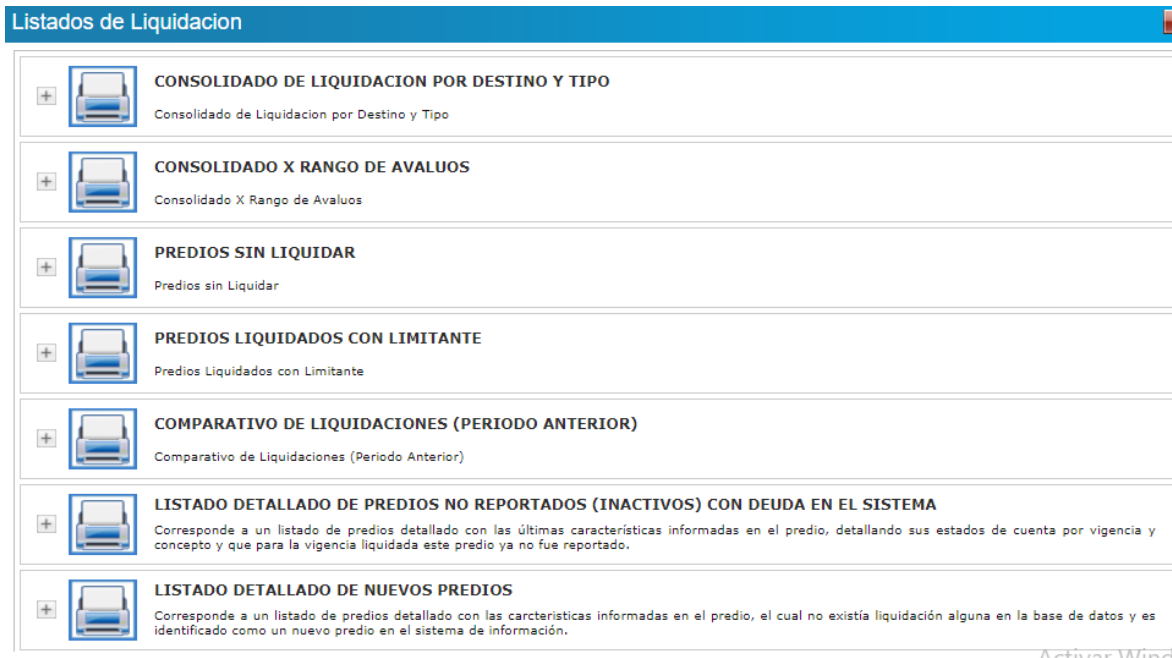 Listados de Liquidacion
CONSOLIDADO DE LIQUIDACION POR DESTINO Y TIPO
Consolidado de Liquidacion por Destino y Tipo
CONSOLIDADO X RANGO DE AVALUOS
Consolidado X Rango de Avaluos
PREDIOS SIN LIQUIDAR
Predios sin Liquidar
PREDIOS LIQUIDADOS CON LIMITANTE
Predios Liquidados con Limitante
COMPARATIVO DE LIQUIDACIONES (PERIODO ANTERIOR)
Comparativo de Liquidaciones (Periodo Anterior)
LISTADO DETALLADO DE PREDIOS NO REPORTADOS (INACTIVOS) CON DEUDA EN EL SISTEMA
Corresponde a un listado de predios detallado con las últimas características informadas en el predio, detallando sus estados de cuenta por vigencia y
concepto y que para la vigencia liquidada este predio ya no fue reportado.
LISTADO DETALLADO DE NUEVOS PREDIOS
Corresponde a un listado de predios detallado con las carcteristicas informadas en el predio, el cual no existía liquidación alguna en la base de datos y es
identificado como un nuevo predio en el sistema de información.